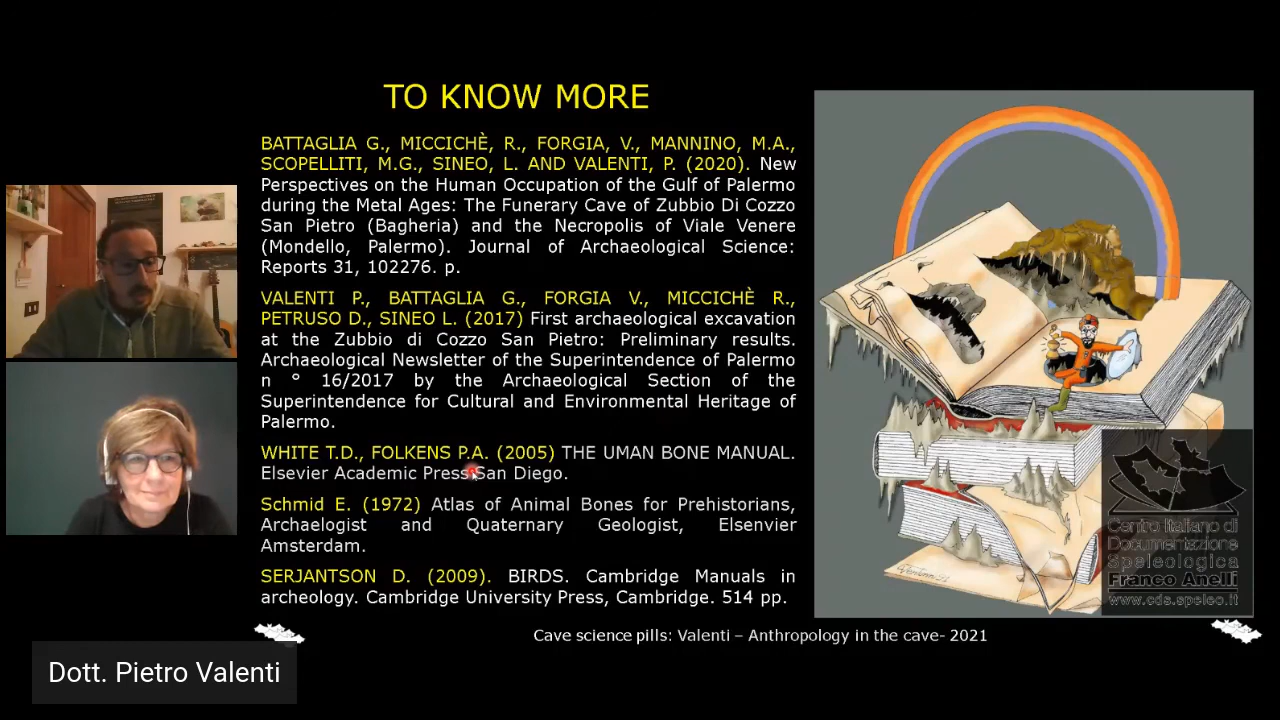 TO KNOW MORE
BATTAGLIA G., MICCICHÈ, R., FORGIA, V., MANNINO, M.A.,
SCOPELLITI, M.G., SINEO, L. AND VALENTI, P. (2020). New
Perspectives on the Human Occupation of the Gulf of Palermo
during the Metal Ages: The Funerary Cave of Zubbio Di Cozzo
San Pietro (Bagheria) and the Necropolis of Viale Venere
(Mondello, Palermo). Journal of Archaeological Science:
Reports 31, 102276. p.
VALENTI P., BATTAGLIA G., FORGIA V., MICCICHÈ R.,
PETRUSO D., SINEO L. (2017) First archaeological excavation
at the Zubbio di Cozzo San Pietro: Preliminary results.
Archaeological Newsletter of the Superintendence of Palermo
n ° 16/2017 by the Archaeological Section of the
Superintendence for Cultural and Environmental Heritage of
Palermo.
WHITE T.D., FOLKENS P.A. (2005) THE UMAN BONE MANUAL.
Elsevier Academic Press San Diego.
Schmid E. (1972) Atlas of Animal Bones for Prehistorians,
Archaelogist and Quaternary Geologist, Elsenvier
Amsterdam.
SERJANTSON D. (2009). BIRDS. Cambridge Manuals in
archeology. Cambridge University Press, Cambridge. 514 pp.
Centro Italiano di
Documentazione
Speleologica
Franco Anelli
www.cds.speleo.it
Cave science pills: Valenti – Anthropology in the cave- 2021
Dott. Pietro Valenti